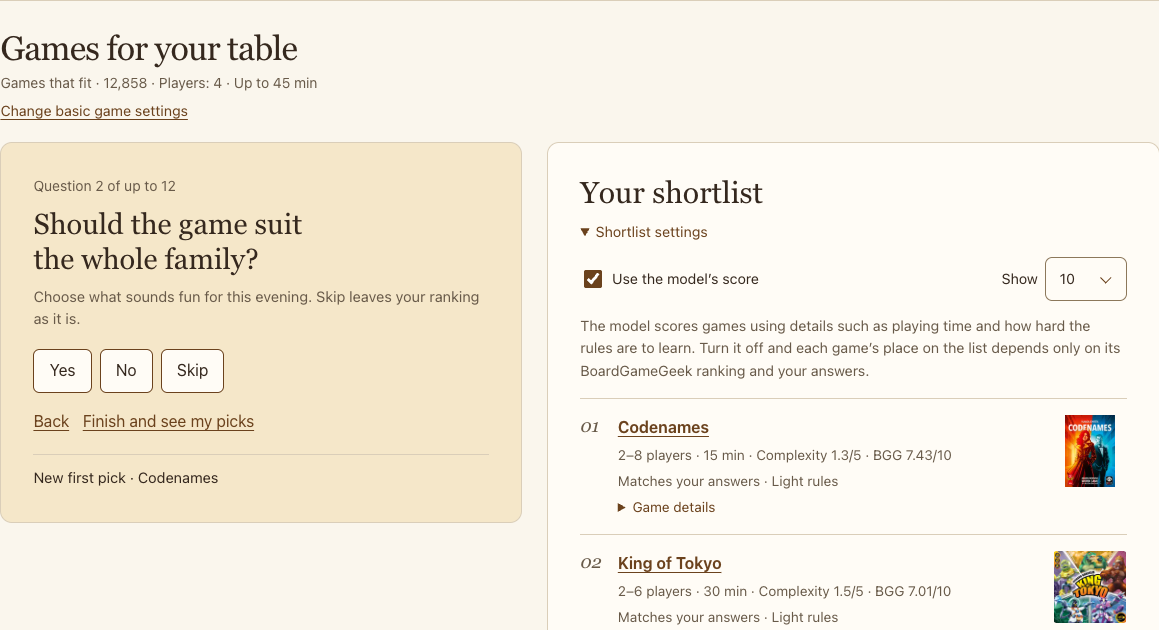 Games for your table
Games that fit · 12,858 · Players: 4 · Up to 45 min
Change basic game settings
Question 2 of up to 12
Should the game suit
the whole family?
Choose what sounds fun for this evening. Skip leaves your ranking
as it is.
Yes
No
Skip
Back
Finish and see my picks
New first pick · Codenames
Your shortlist
▼ Shortlist settings
Use the model’s score
Show
10
The model scores games using details such as playing time and how hard the
rules are to learn. Turn it off and each game’s place on the list depends only on its
BoardGameGeek ranking and your answers.
01
Codenames
2–8 players · 15 min · Complexity 1.3/5 · BGG 7.43/10
Matches your answers · Light rules
▶ Game details
CODENAMES
02
King of Tokyo
2–6 players · 30 min · Complexity 1.5/5 · BGG 7.01/10
Matches your answers · Light rules
KING
TOKYO